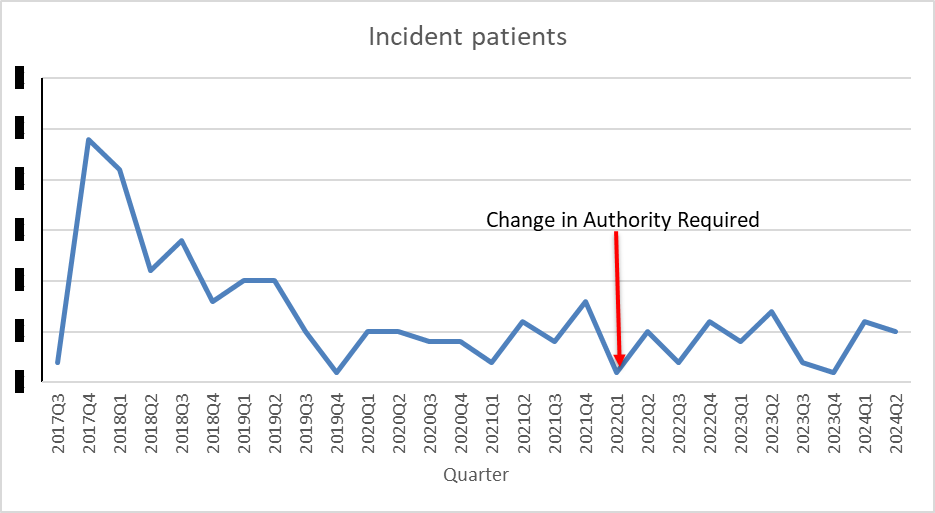 Incident patients
Change in Authority Required
2017Q3
2017Q4
2018Q1
2018Q2
2018Q3
2018Q4
2019Q1
2019Q2
2019Q3
2019Q4
2020Q1
2020Q2
2020Q3
2020Q4
2021Q1
2021Q2
2021Q3
2021Q4
2022Q1
2022Q2
2022Q3
2022Q4
2023Q1
2023Q2
2023Q3
2023Q4
2024Q1
2024Q2
Quarter